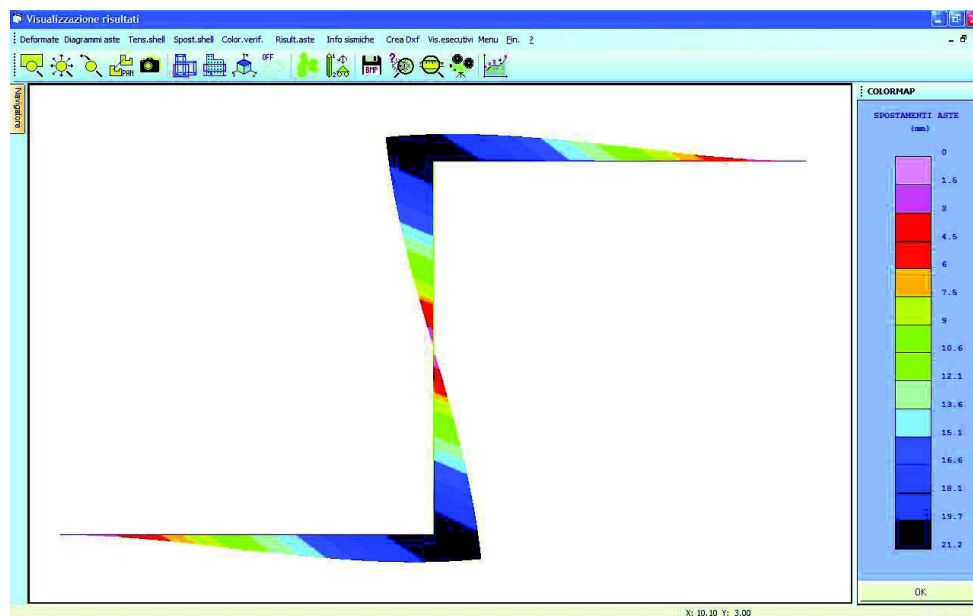 Visualizzazione risultati
Deformate Diagrammi aste Tens.shell Spost.shell Color.verif. Risult.aste Info sismiche Crea Dxf Vis.esecutivi Menu Fin. ?
PAN
OFF
BMP
Navigatore
COLORMAP
SPOSTAMENTI ASTE
(mm)
0
1.5
3
4.5
6
7.5
9
10.6
12.1
13.6
15.1
16.6
18.1
19.7
21.2
OK
X: 10.10 Y: 3.00